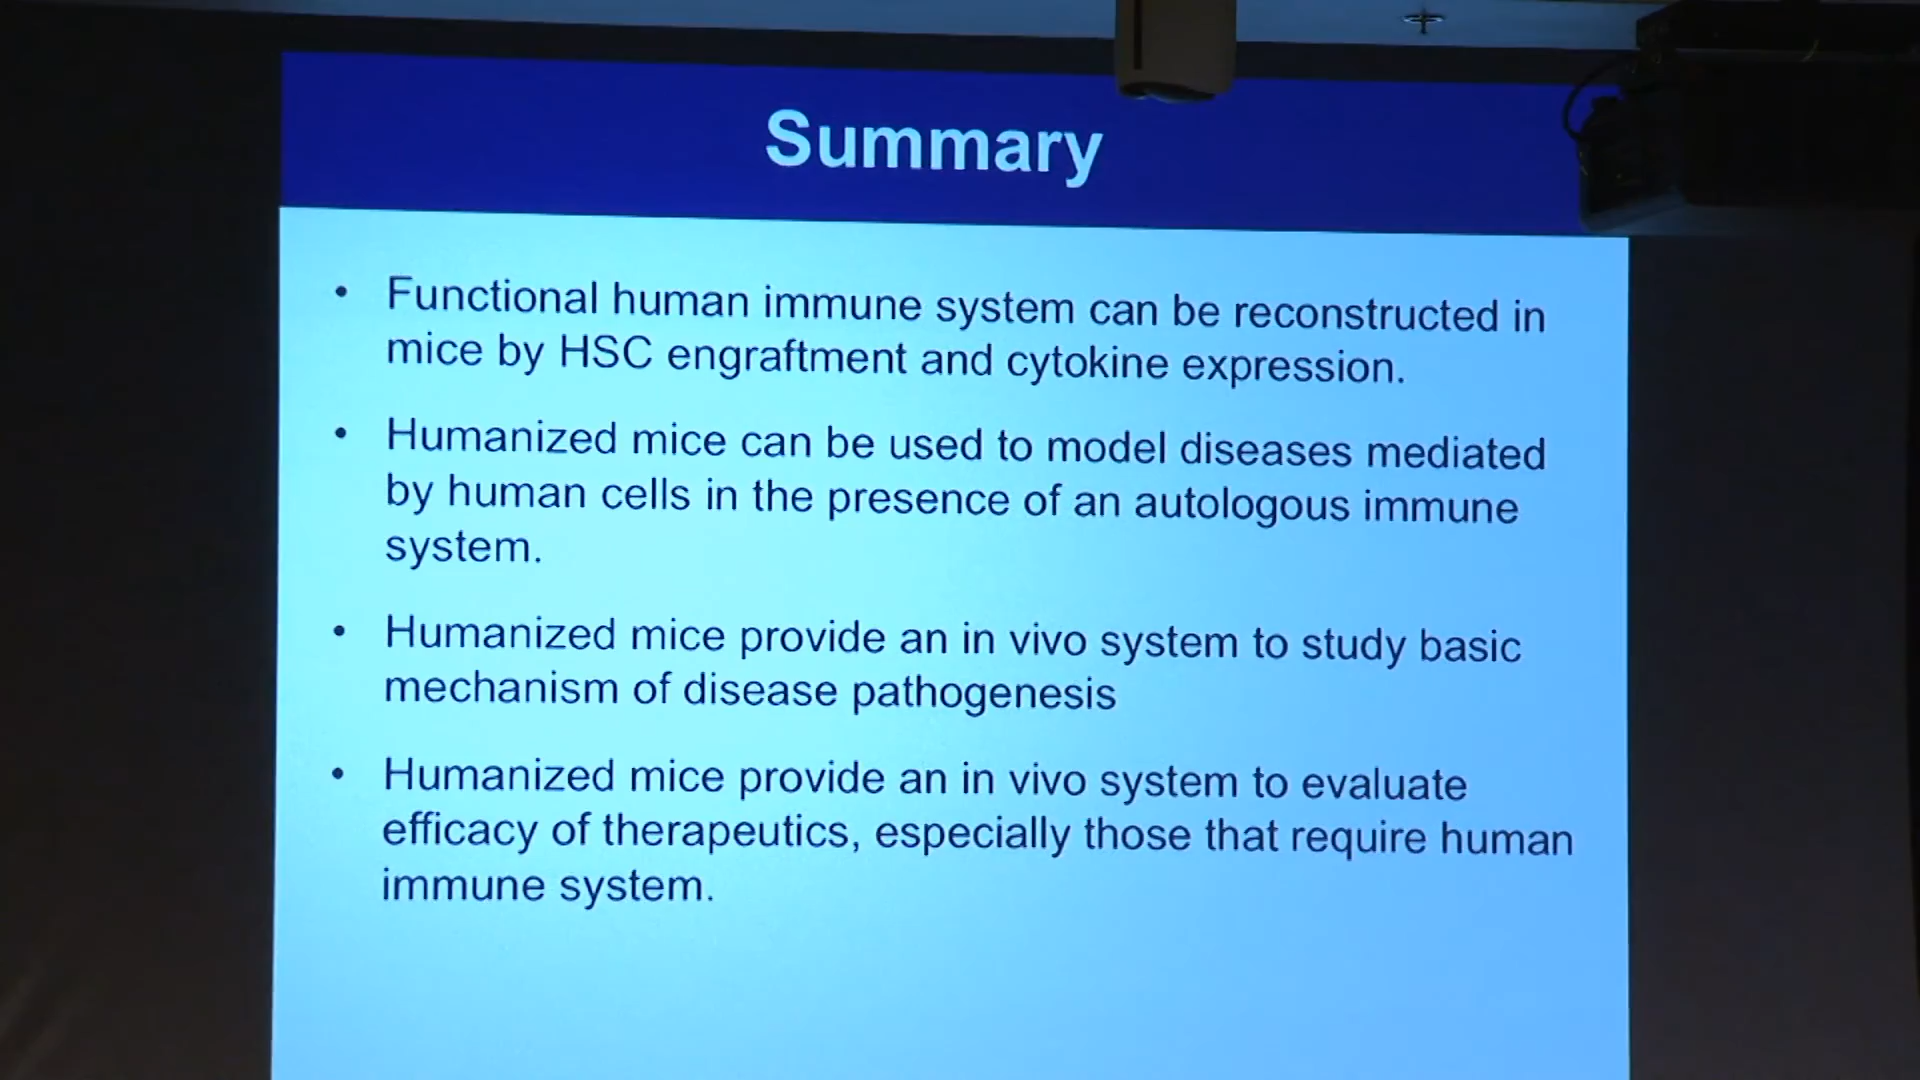 Summary
• Functional human immune system can be reconstructed in
mice by HSC engraftment and cytokine expression.
• Humanized mice can be used to model diseases mediated
by human cells in the presence of an autologous immune
system.
• Humanized mice provide an in vivo system to study basic
mechanism of disease pathogenesis
• Humanized mice provide an in vivo system to evaluate
efficacy of therapeutics, especially those that require human
immune system.